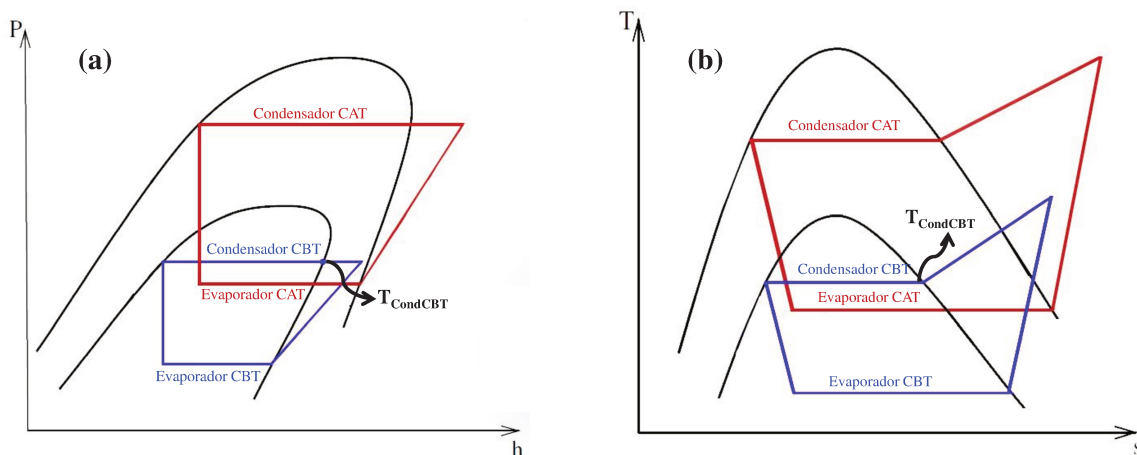 P
(a)
Condensador CAT
Condensador CBT
Evaporador CAT
T_CondCBT
Evaporador CBT
h
T
(b)
Condensador CAT
T_CondCBT
Condensador CBT
Evaporador CAT
Evaporador CBT
s